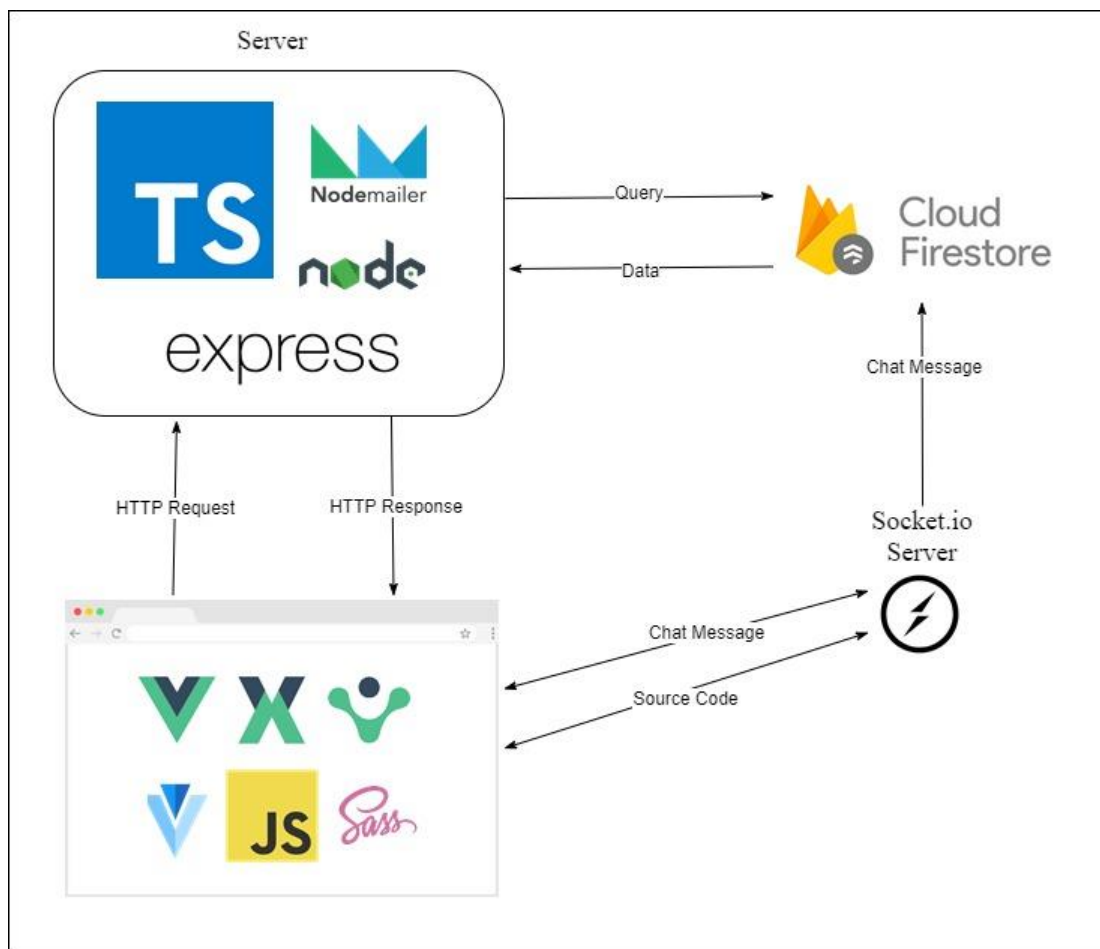 Server
TS
Nodemailer
node
express
Query
Data
Cloud
Firestore
Chat Message
HTTP Request
HTTP Response
Socket.io
Server
Chat Message
Source Code
JS
Sass